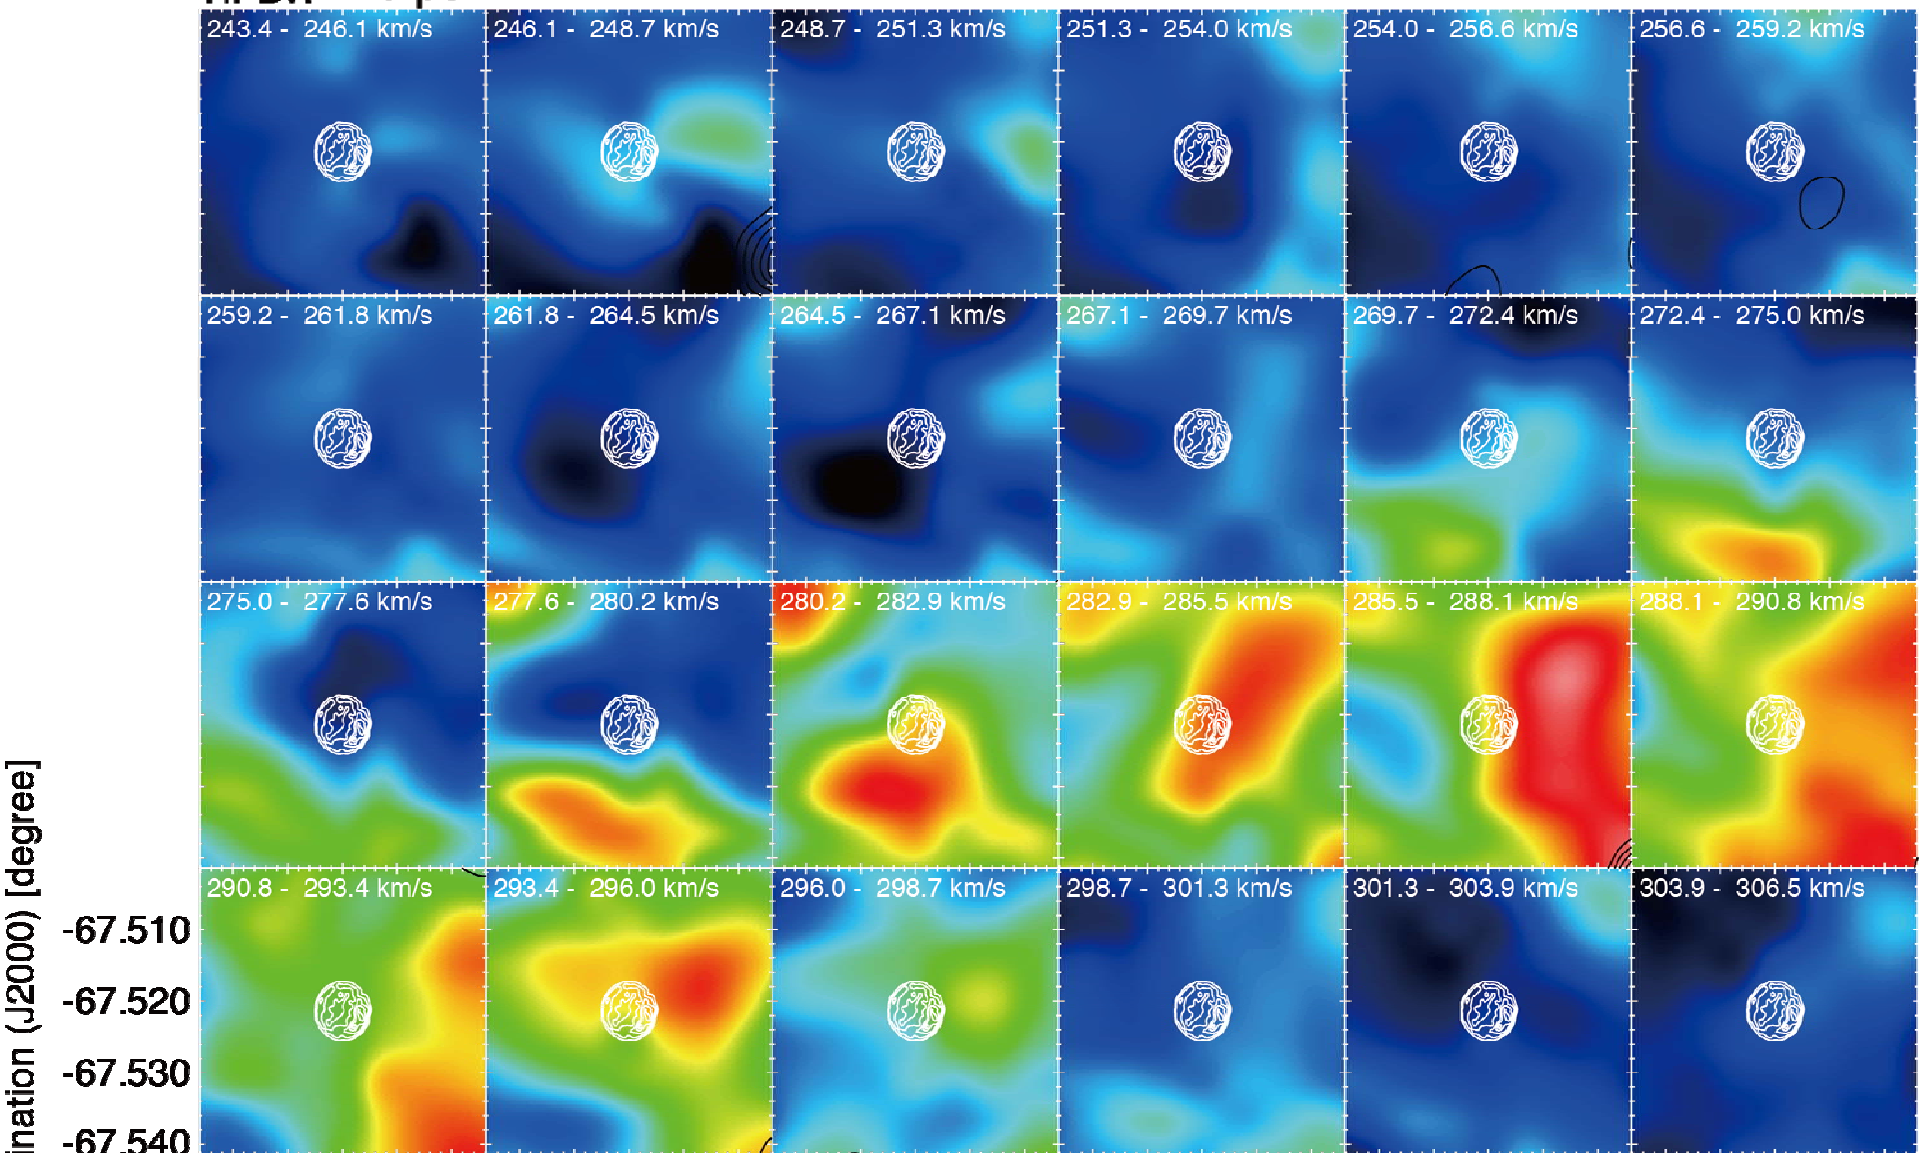 243.4 - 246.1 km/s 246.1 - 248.7 km/s 248.7 - 251.3 km/s 251.3 - 254.0 km/s 254.0 - 256.6 km/s 256.6 - 259.2 km/s
259.2 - 261.8 km/s 261.8 - 264.5 km/s 264.5 - 267.1 km/s 267.1 - 269.7 km/s 269.7 - 272.4 km/s 272.4 - 275.0 km/s
275.0 - 277.6 km/s 277.6 - 280.2 km/s 280.2 - 282.9 km/s 282.9 - 285.5 km/s 285.5 - 288.1 km/s 288.1 - 290.8 km/s
290.8 - 293.4 km/s 293.4 - 296.0 km/s 296.0 - 298.7 km/s 298.7 - 301.3 km/s 301.3 - 303.9 km/s 303.9 - 306.5 km/s
-67.510
-67.520
-67.530
-67.540
ination (J2000) [degree]